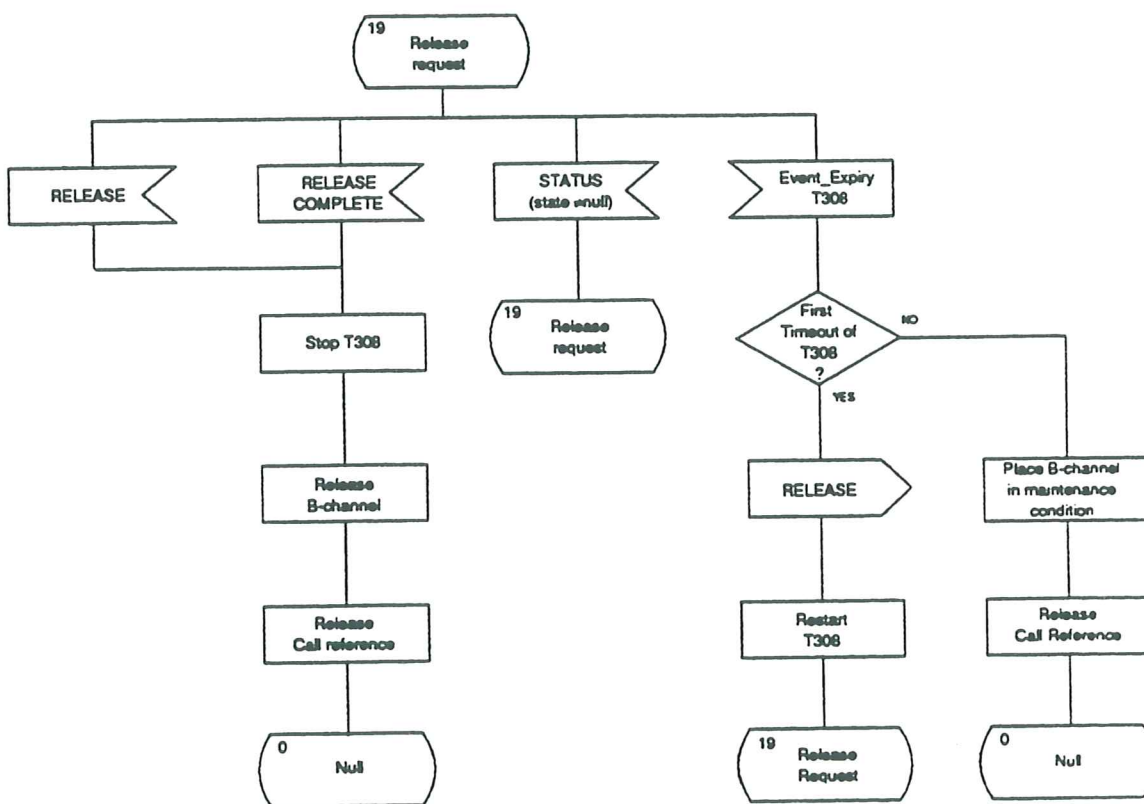 19
Release
request
RELEASE
RELEASE
COMPLETE
STATUS
(state ≠null)
Event_Expiry
T308
Stop T308
19
Release
request
First
Timeout of
T308
?
NO
YES
Release
B-channel
RELEASE
Place B-channel
in maintenance
condition
Release
Call reference
Restart
T308
Release
Call Reference
0
Null
19
Release
Request
0
Null